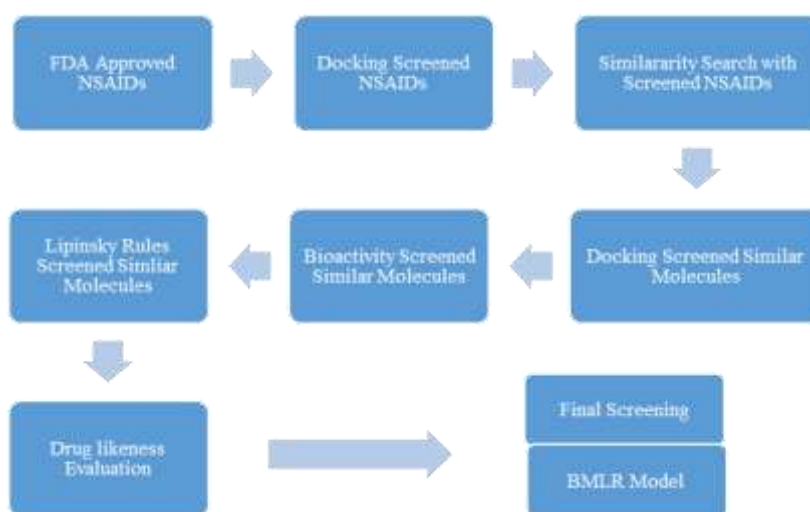 FDA Approved
NSAIDs
Docking Screened
NSAIDs
Similararity Search with
Screened NSAIDs
Lipinsky Rules
Screened Simliar
Molecules
Bioactivity Screened
Similar Molecules
Docking Screened Similar
Molecules
Drug likeness
Evaluation
Final Screening
BMLR Model